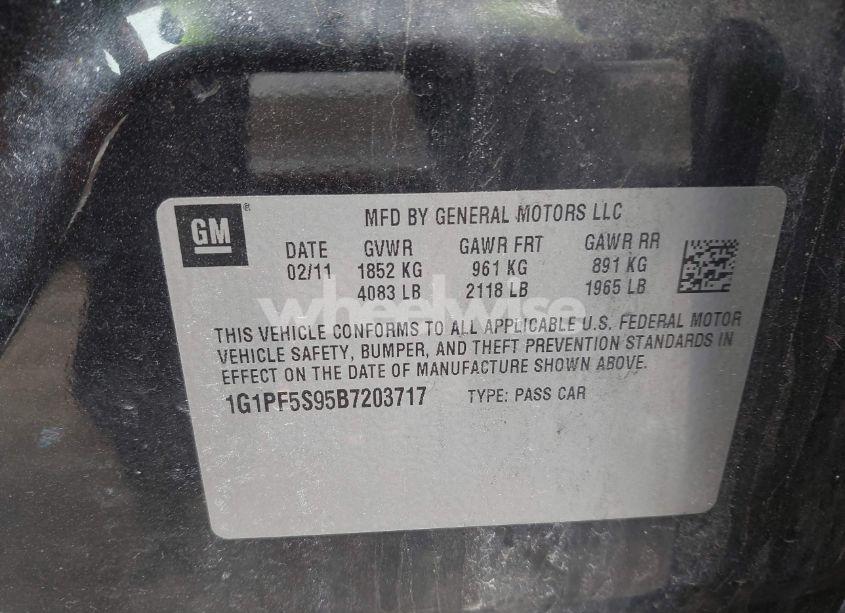 GM
MFD BY GENERAL MOTORS LLC
DATE GVWR GAWR FRT GAWR RR
02/11 1852 KG 961 KG 891 KG
4083 LB 2118 LB 1965 LB
wheelwise
THIS VEHICLE CONFORMS TO ALL APPLICABLE U.S. FEDERAL MOTOR
VEHICLE SAFETY, BUMPER, AND THEFT PREVENTION STANDARDS IN
EFFECT ON THE DATE OF MANUFACTURE SHOWN ABOVE.
1G1PF5S95B7203717 TYPE: PASS CAR